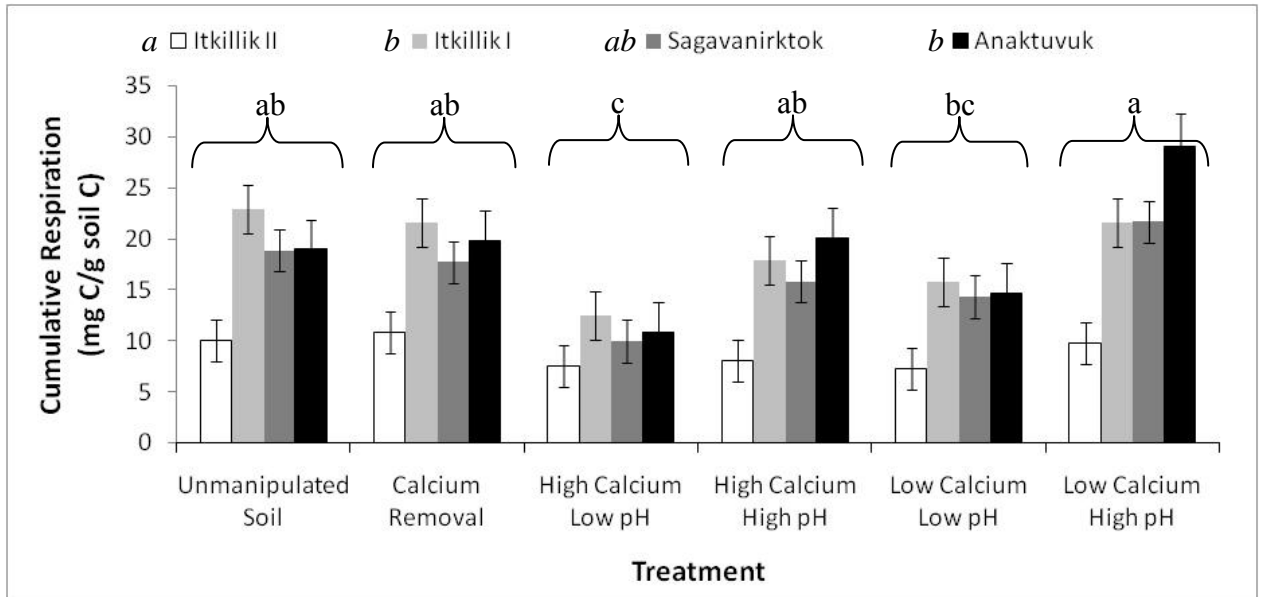 a Itkillik II b Itkillik I ab Sagavanirktok b Anaktuvuk
35
30
25
20
15
10
5
0
Cumulative Respiration
(mg C/g soil C)
ab ab c ab bc a
Unmanipulated Calcium High Calcium High Calcium Low Calcium Low Calcium
Soil Removal Low pH High pH Low pH High pH
Treatment